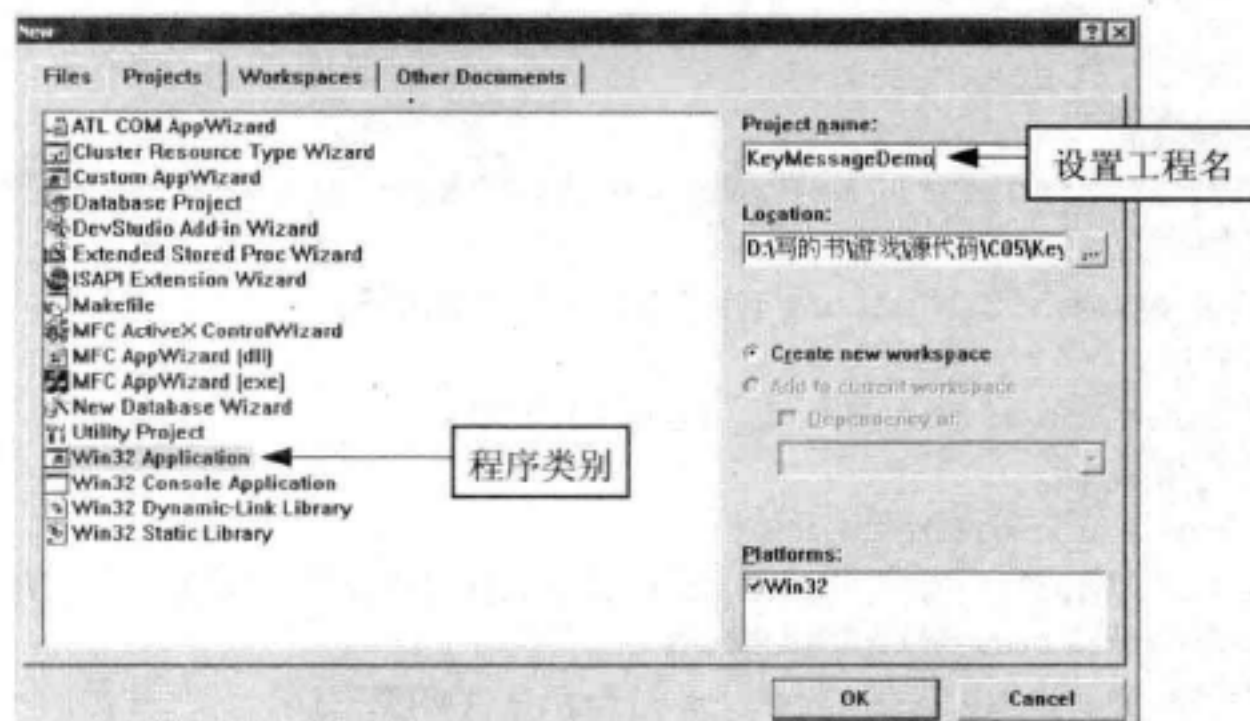 New
Files Projects Workspaces Other Documents
ATL COM AppWizard
Cluster Resource Type Wizard
Custom AppWizard
Database Project
DevStudio Add-in Wizard
Extended Stored Proc Wizard
ISAPI Extension Wizard
Makefile
MFC ActiveX ControlWizard
MFC AppWizard (dll)
MFC AppWizard (exe)
New Database Wizard
Utility Project
Win32 Application
Win32 Console Application
Win32 Dynamic-Link Library
Win32 Static Library
程序类别
Project name:
KeyMessageDemo
设置工程名
Location:
D:\写的书\游戏\源代码\C05\Key ...
Create new workspace
Add to current workspace
Dependency of:
Platforms:
Win32
OK Cancel